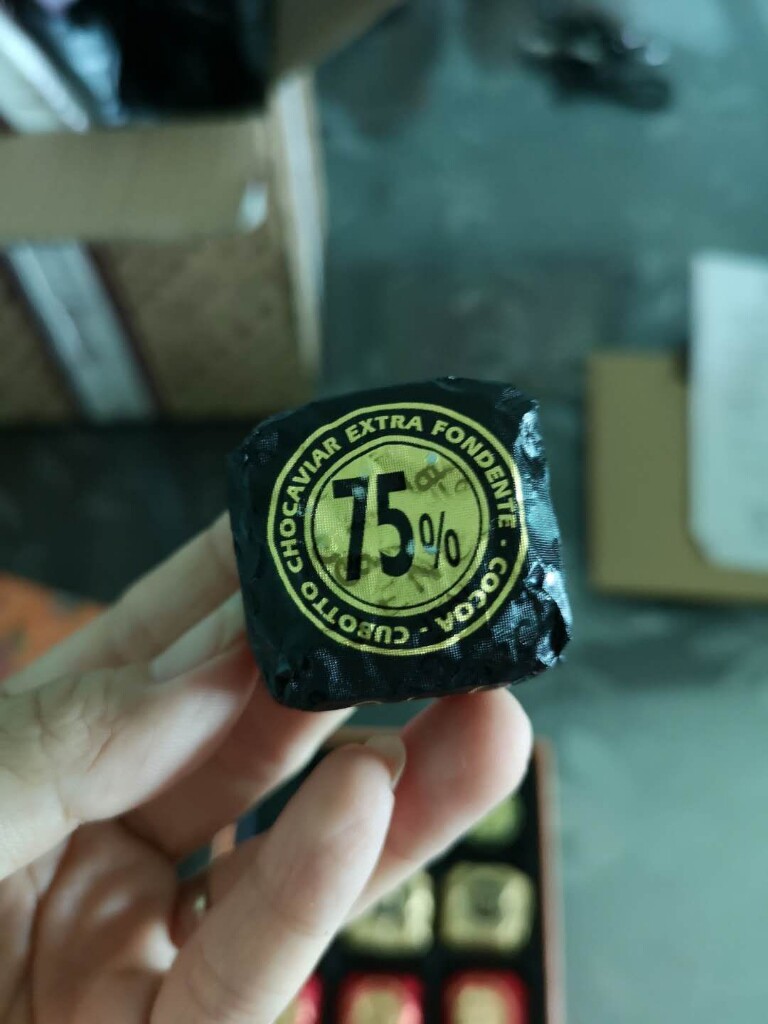 CUBOTTO CHOCAVIAR EXTRA FONDENTE - COCOA -
75%